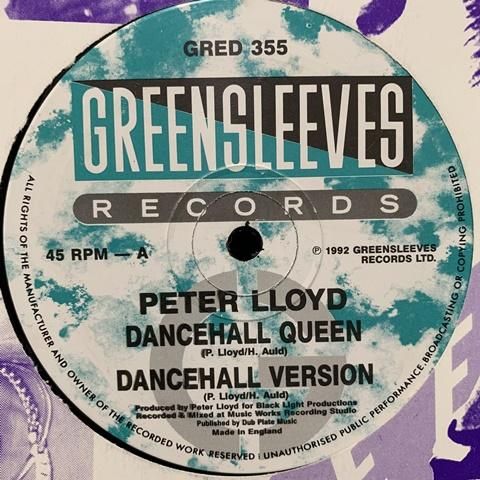 GRED 355
GREENSLEEVES
RECORDS
45 RPM — A
℗ 1992 GREENSLEEVES
RECORDS LTD.
PETER LLOYD
DANCEHALL QUEEN
(P. Lloyd/H. Auld)
DANCEHALL VERSION
(P. Lloyd/H. Auld)
Produced by Peter Lloyd for Black Light Productions
Recorded & Mixed at Music Works Recording Studio
Published by Dub Plate Music
Made in England
ALL RIGHTS OF THE MANUFACTURER AND OWNER OF THE RECORDED WORK RESERVED. UNAUTHORISED PUBLIC PERFORMANCE, BROADCASTING OR COPYING PROHIBITED